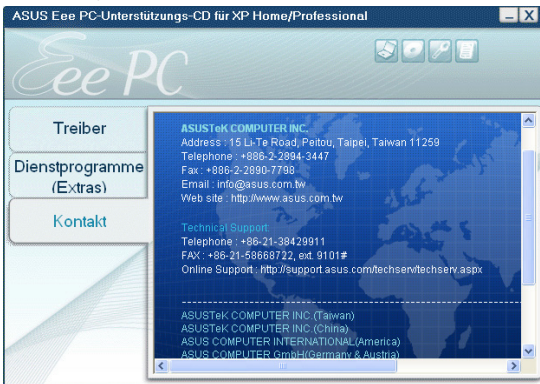 ASUS Eee PC-Unterstützungs-CD für XP Home/Professional
Eee PC
Treiber
Dienstprogramme
(Extras)
Kontakt
ASUSTeK COMPUTER INC.
Address : 15 Li-Te Road, Peitou, Taipei, Taiwan 11259
Telephone : +886-2-2894-3447
Fax : +886-2-2890-7798
Email : info@asus.com.tw
Web site : http://www.asus.com.tw
Technical Support:
Telephone : +86-21-38429911
FAX : +86-21-58668722, ext. 9101#
Online Support : http://support.asus.com/techserv/techserv.aspx
ASUSTeK COMPUTER INC.(Taiwan)
ASUSTeK COMPUTER INC.(China)
ASUS COMPUTER INTERNATIONAL(America)
ASUS COMPUTER GmbH(Germany & Austria)